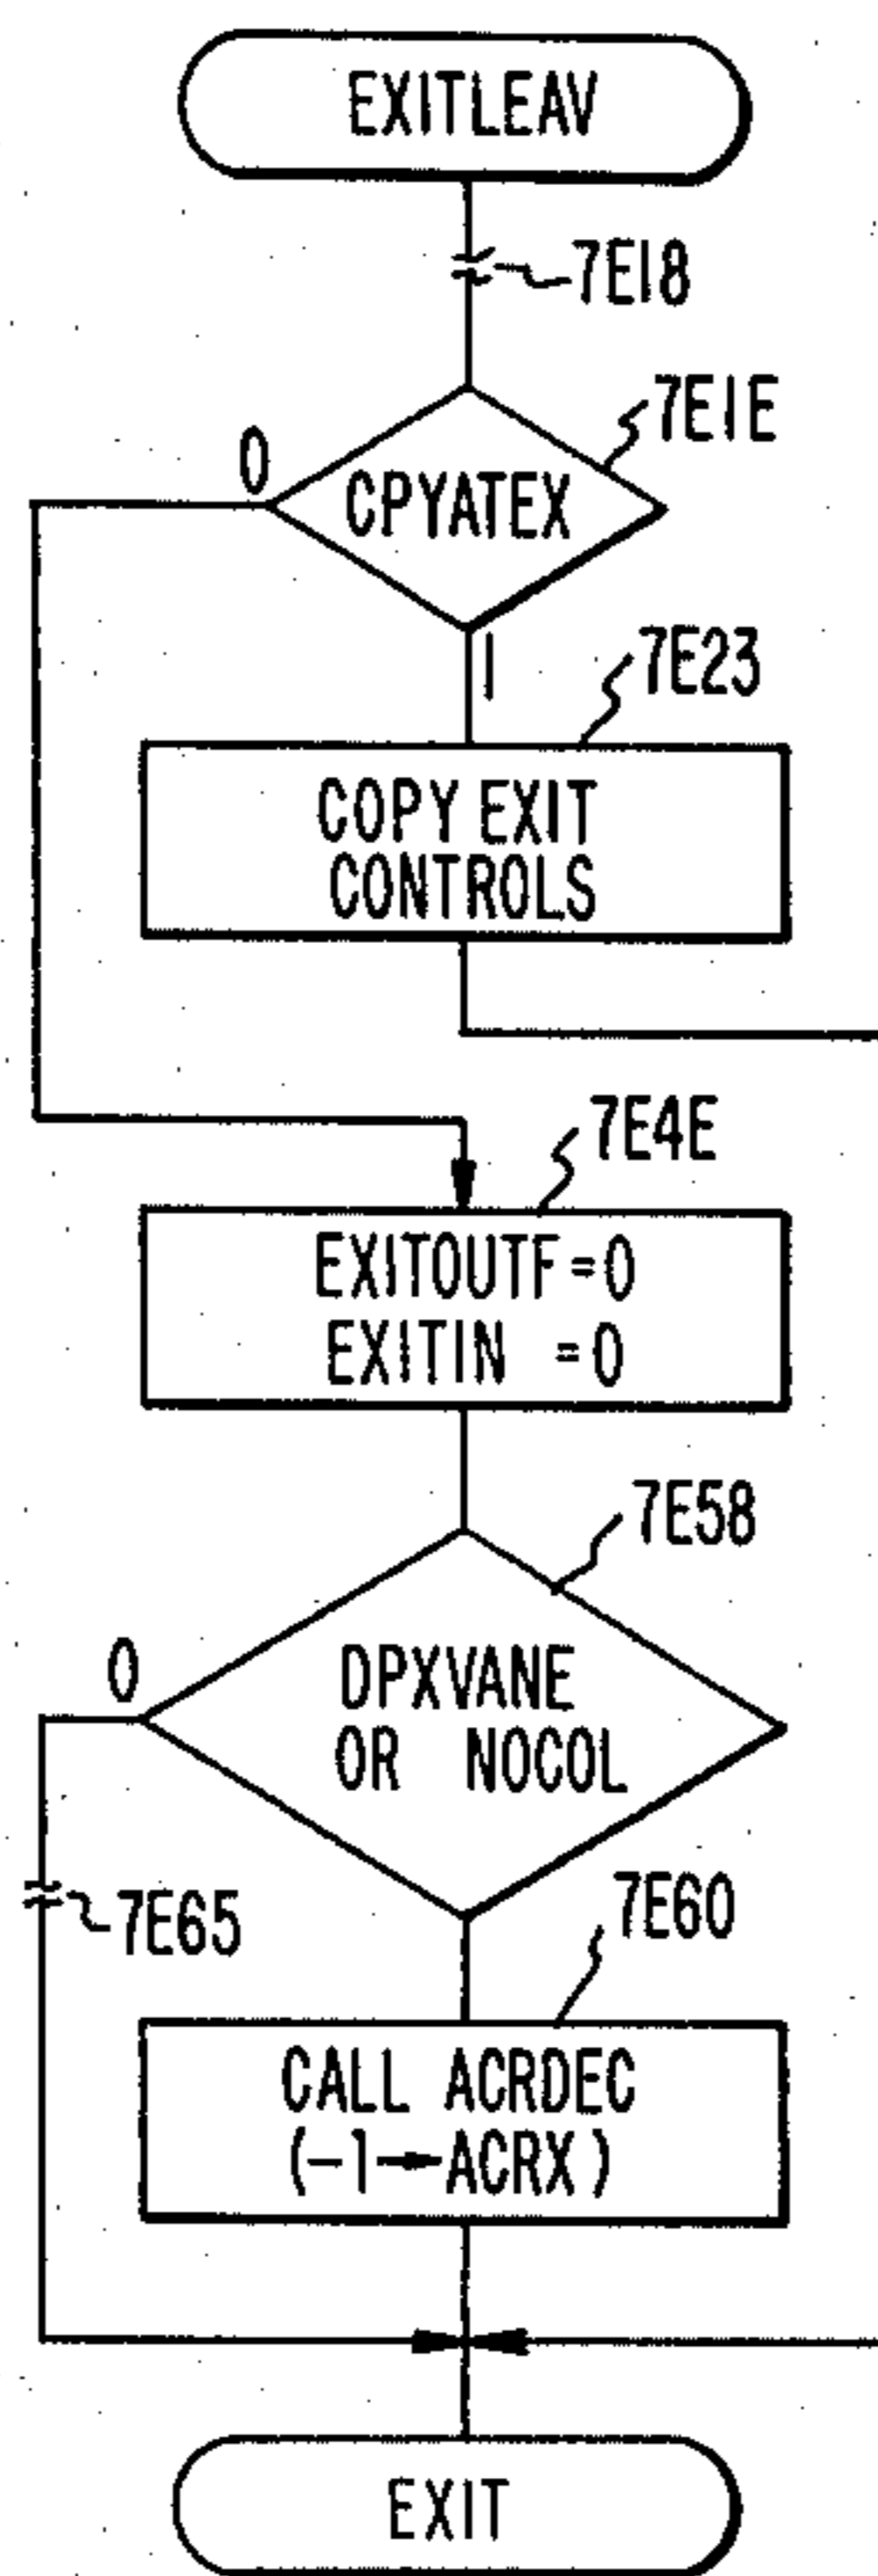 EXITLEAV
7E18
7E1E
0
CPYATEX
1
7E23
COPY EXIT
CONTROLS
7E4E
EXITOUTF=0
EXITIN =0
7E58
0
DPXVANE
OR NOCOL
7E65
7E60
CALL ACRDEC
(-1→ACRX)
EXIT